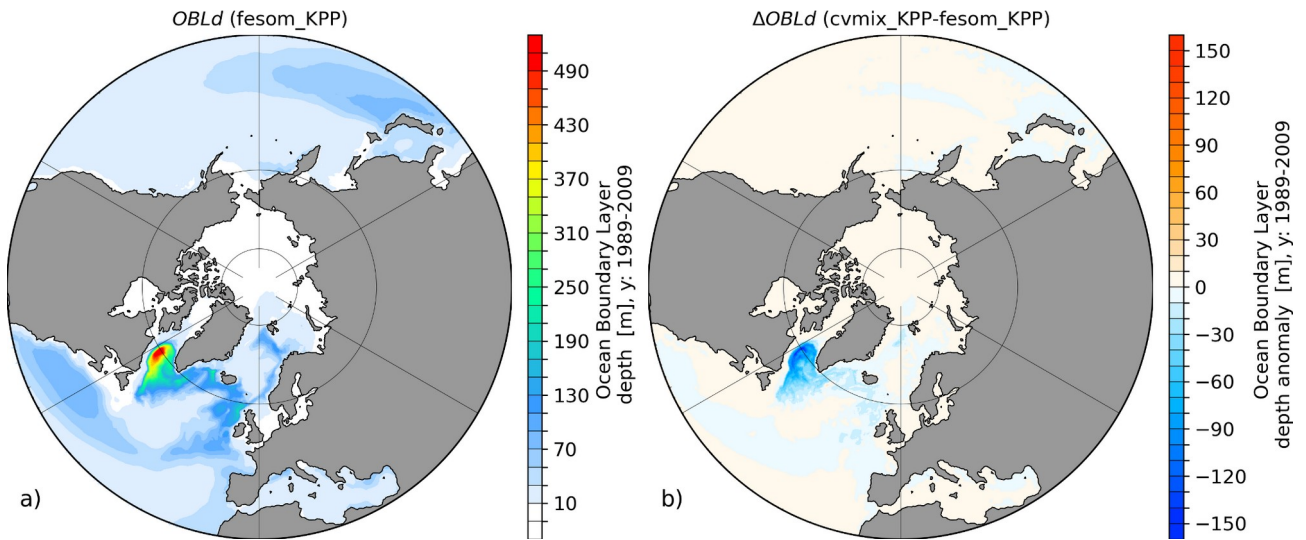 OBLd (fesom_KPP)
490
430
370
310
250
190
130
70
10
Ocean Boundary Layer
depth [m], y: 1989-2009
a)
ΔOBLd (cvmix_KPP-fesom_KPP)
150
120
90
60
30
0
−30
−60
−90
−120
−150
Ocean Boundary Layer
depth anomaly [m], y: 1989-2009
b)